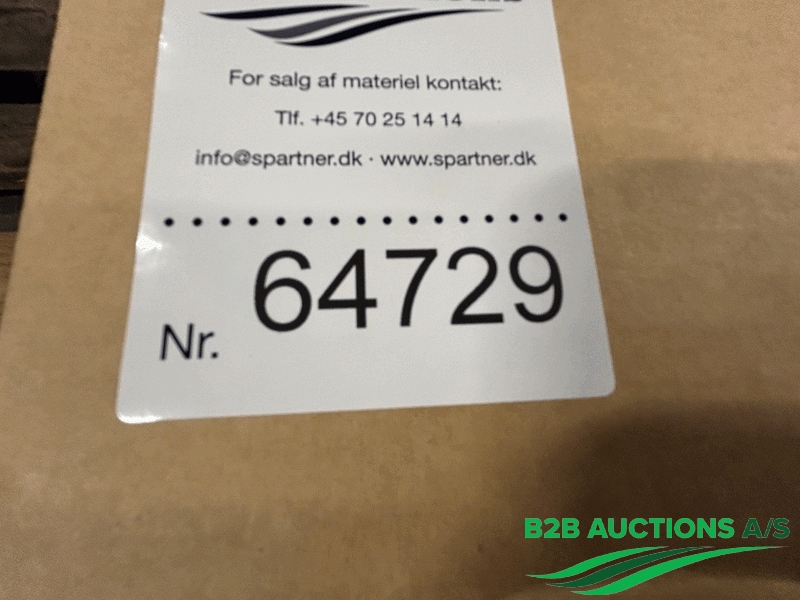 For salg af materiel kontakt:
Tlf. +45 70 25 14 14
info@spartner.dk · www.spartner.dk
Nr. 64729
B2B AUCTIONS A/S